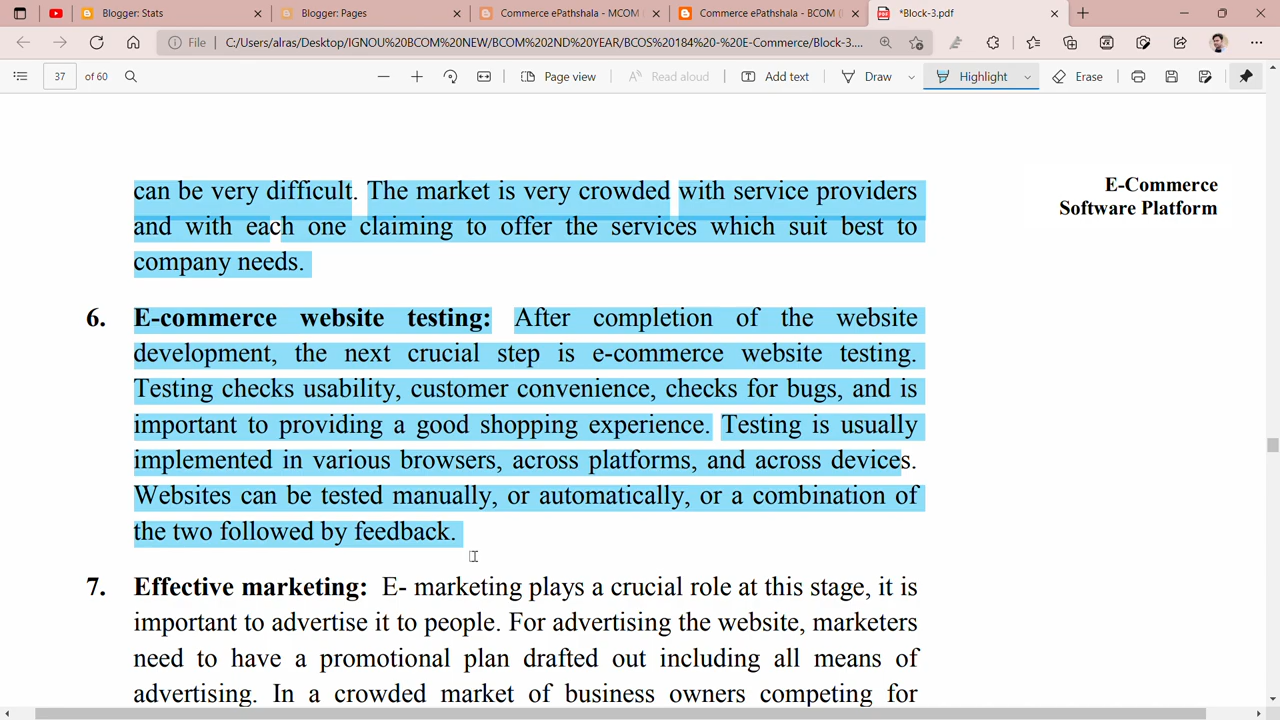 Blogger: Stats
Blogger: Pages
Commerce ePathshala - MCOM
Commerce ePathshala - BCOM (
*Block-3.pdf
File
C:/Users/alras/Desktop/IGNOU%20BCOM%20NEW/BCOM%202ND%20YEAR/BCOS%20184%20-%20E-Commerce/Block-3....
37 of 60
Page view
Read aloud
Add text
Draw
Highlight
Erase
E-Commerce
Software Platform
can be very difficult. The market is very crowded with service providers
and with each one claiming to offer the services which suit best to
company needs.
6. E-commerce website testing: After completion of the website
development, the next crucial step is e-commerce website testing.
Testing checks usability, customer convenience, checks for bugs, and is
important to providing a good shopping experience. Testing is usually
implemented in various browsers, across platforms, and across devices.
Websites can be tested manually, or automatically, or a combination of
the two followed by feedback.
7. Effective marketing: E- marketing plays a crucial role at this stage, it is
important to advertise it to people. For advertising the website, marketers
need to have a promotional plan drafted out including all means of
advertising. In a crowded market of business owners competing for